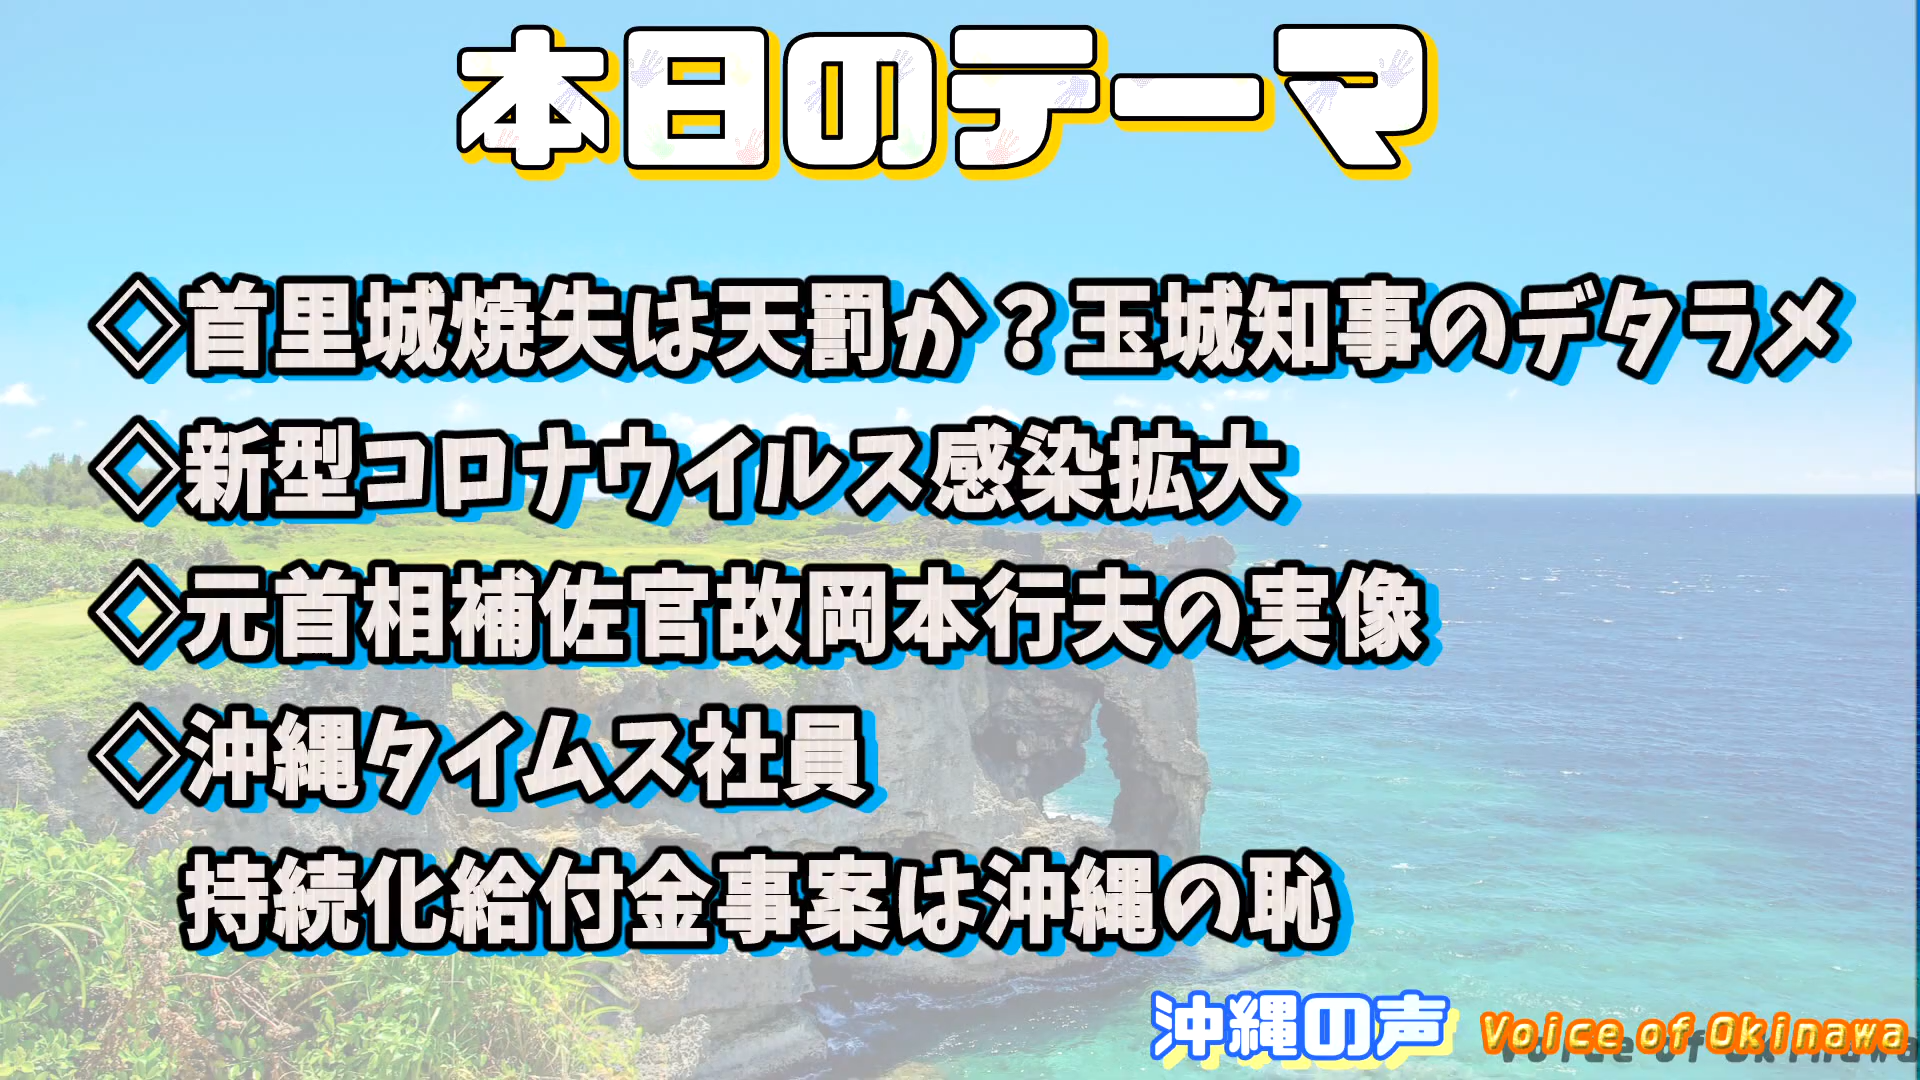 本日のテーマ
◇首里城焼失は天罰か？玉城知事のデタラメ
◇新型コロナウイルス感染拡大
◇元首相補佐官故岡本行夫の実像
◇沖縄タイムス社員
持続化給付金事案は沖縄の恥
沖縄の声 Voice of Okinawa